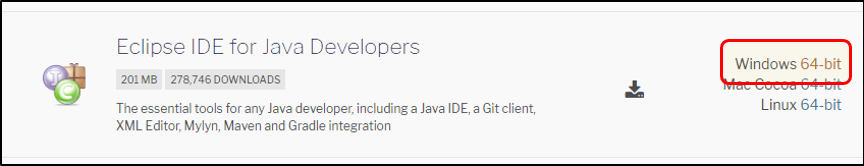 Eclipse IDE for Java Developers
201 MB 278,746 DOWNLOADS
The essential tools for any Java developer, including a Java IDE, a Git client,
XML Editor, Mylyn, Maven and Gradle integration
Windows 64-bit
Mac Cocoa 64-bit
Linux 64-bit